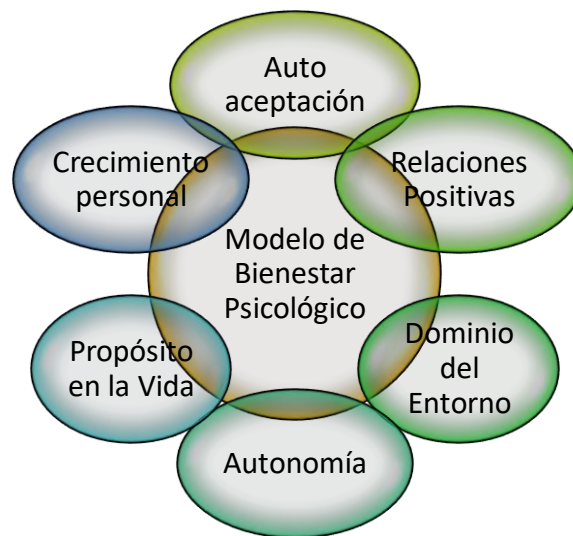 Auto
aceptación
Relaciones
Positivas
Dominio
del
Entorno
Autonomía
Propósito
en la Vida
Crecimiento
personal
Modelo de
Bienestar
Psicológico